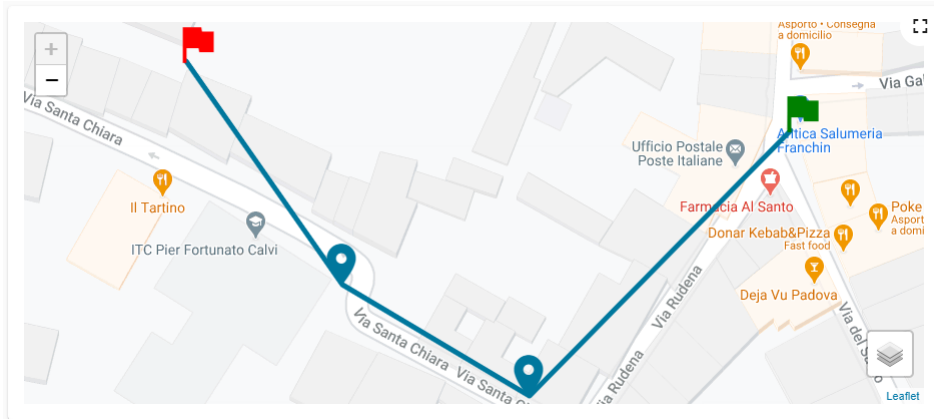 +
−
Asporto • Consegna
a domicilio
Via Santa Chiara
Via Gal
Antica Salumeria
Franchin
Ufficio Postale
Poste Italiane
Il Tartino
Farmacia Al Santo
ITC Pier Fortunato Calvi
Poke
Asport
a domi
Donar Kebab&Pizza
Fast food
Deja Vu Padova
Via Rudena
Via Santa Chiara
Via Santa Ch
Via Rudena
Via del S
Leaflet